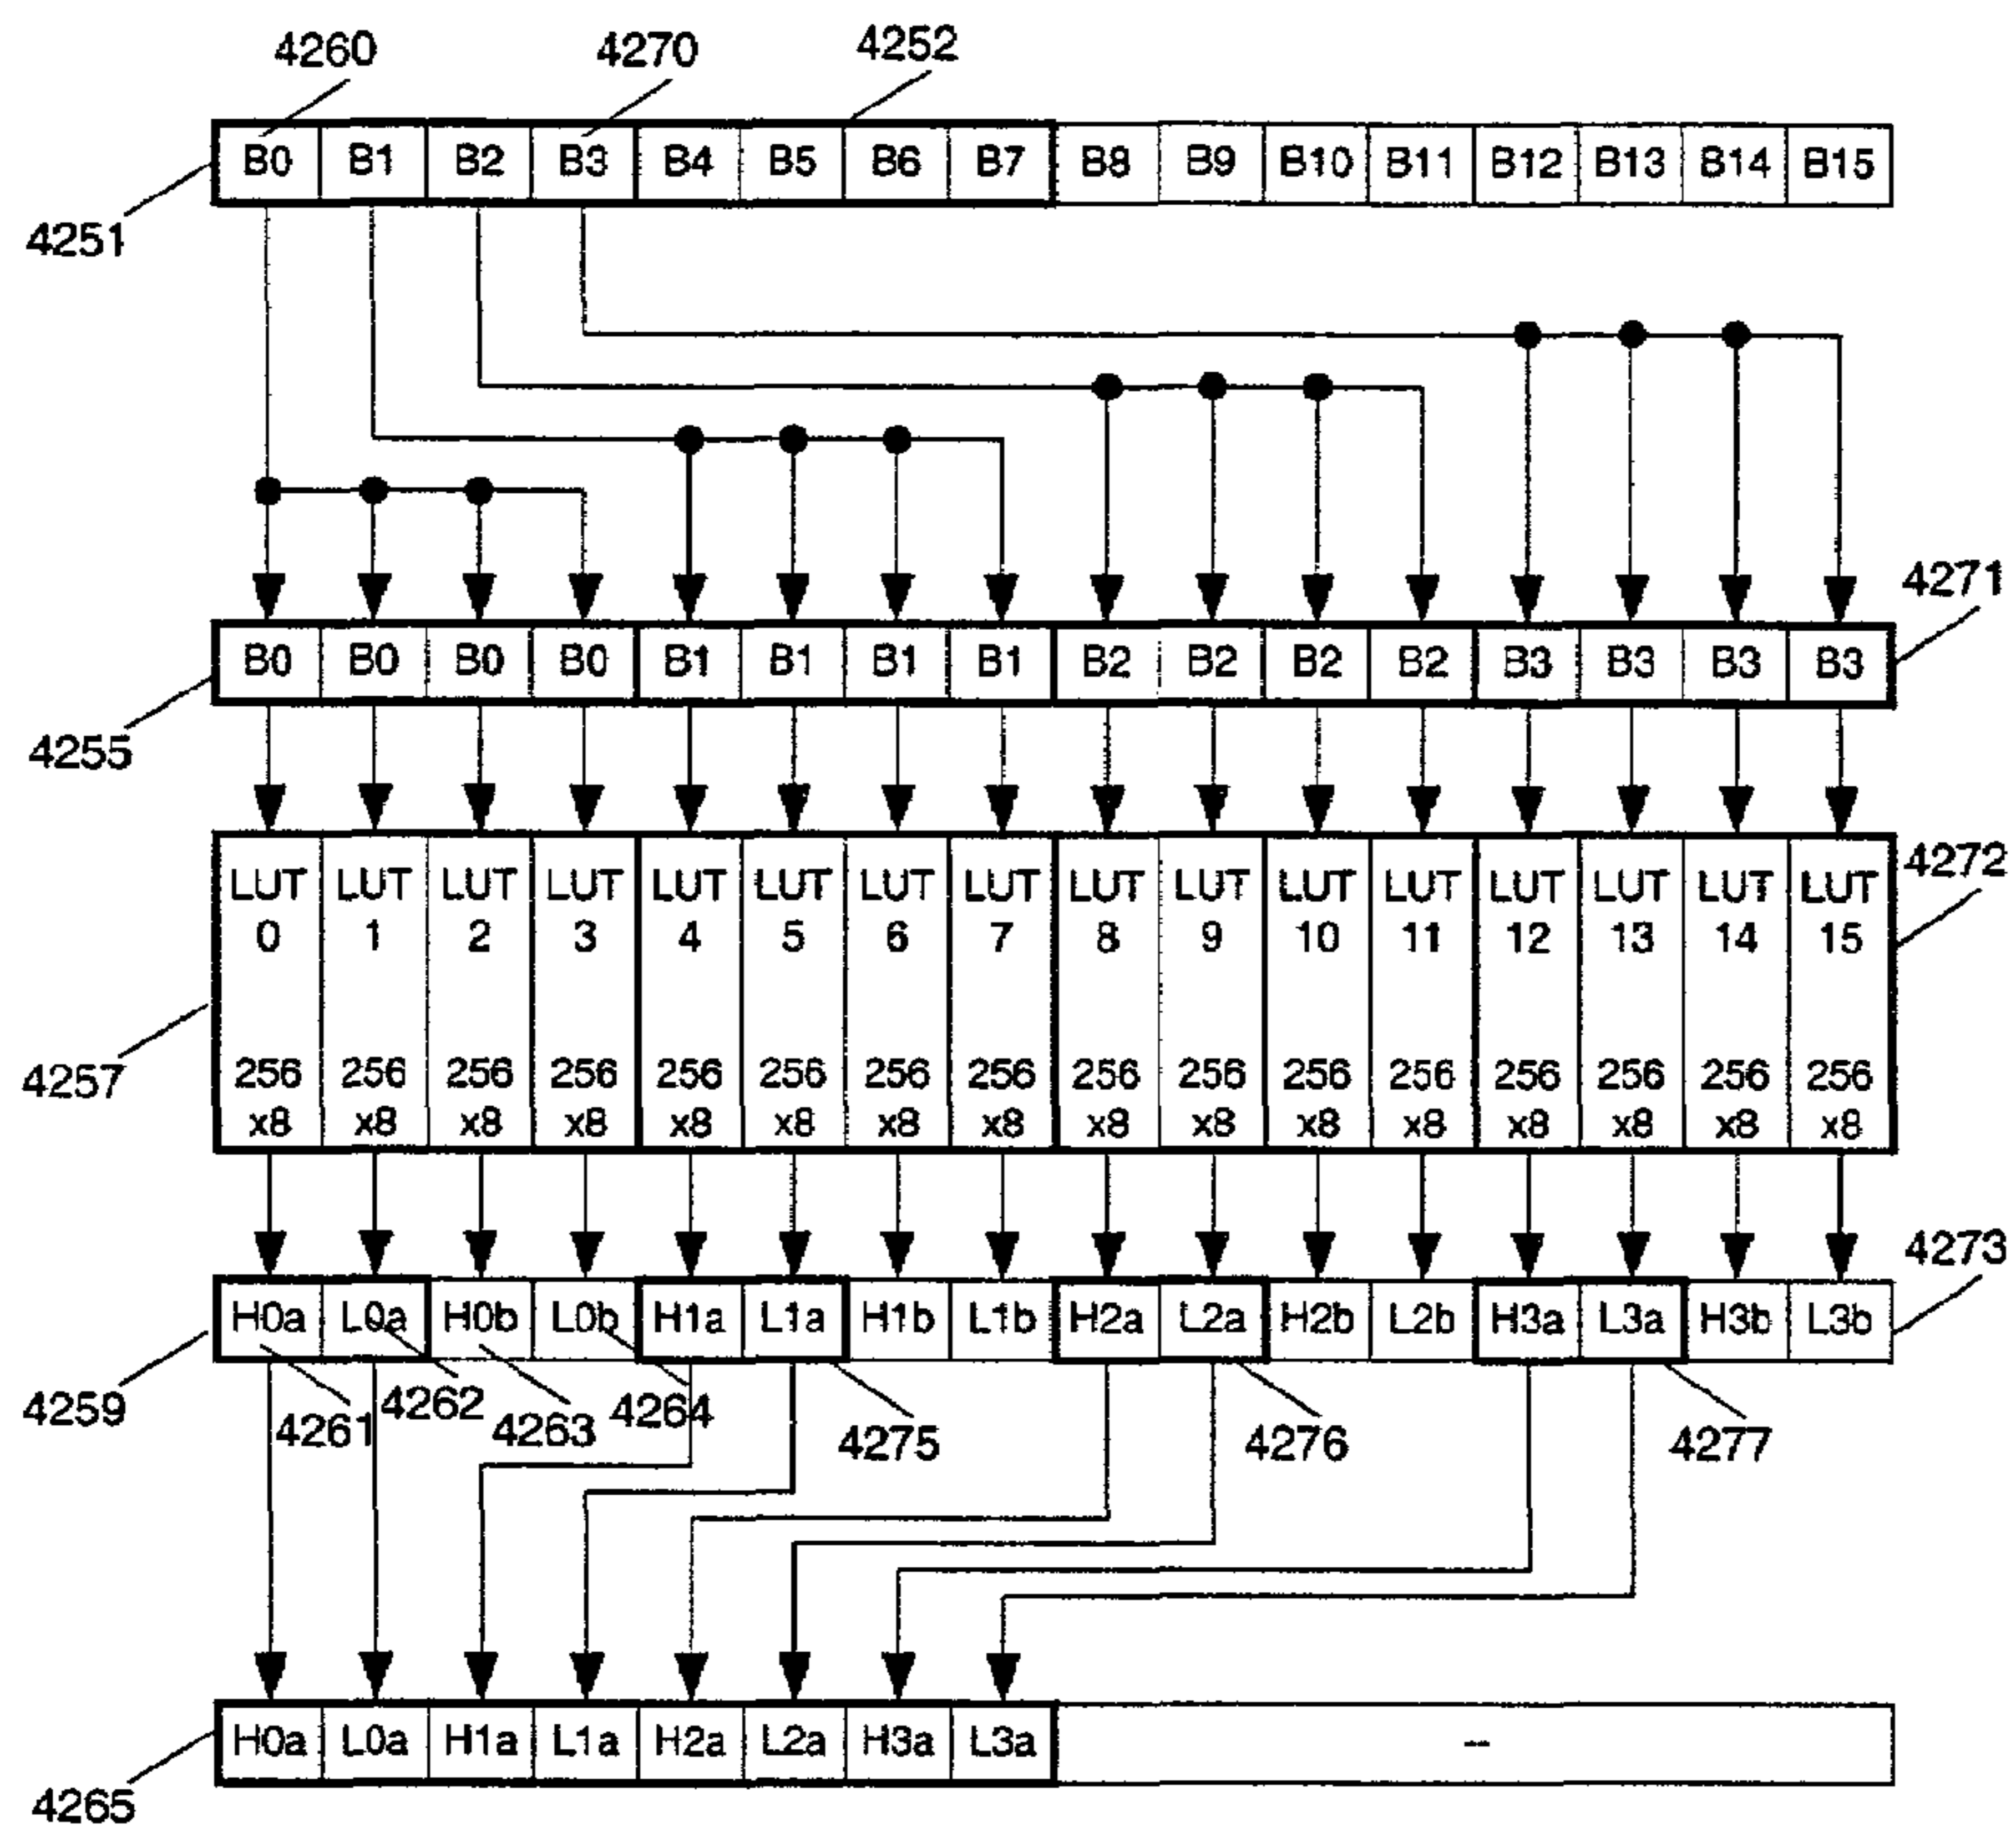 4260 4270 4252
B0 B1 B2 B3 B4 B5 B6 B7 B8 B9 B10 B11 B12 B13 B14 B15
4251
4271
B0 B0 B0 B0 B1 B1 B1 B1 B2 B2 B2 B2 B3 B3 B3 B3
4255
4272
LUT LUT LUT LUT LUT LUT LUT LUT LUT LUT LUT LUT LUT LUT LUT LUT
0 1 2 3 4 5 6 7 8 9 10 11 12 13 14 15
4257
256 256 256 256 256 256 256 256 256 256 256 256 256 256 256 256
x8 x8 x8 x8 x8 x8 x8 x8 x8 x8 x8 x8 x8 x8 x8 x8
4273
H0a L0a H0b L0b H1a L1a H1b L1b H2a L2a H2b L2b H3a L3a H3b L3b
4259 4261 4262 4263 4264 4275 4276 4277
H0a L0a H1a L1a H2a L2a H3a L3a –
4265